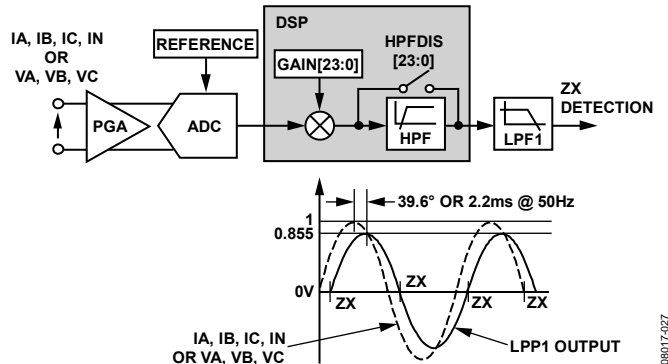 IA, IB, IC, IN
OR
VA, VB, VC
REFERENCE
PGA
ADC
DSP
GAIN[23:0]
HPFDIS
[23:0]
HPF
LPF1
ZX
DETECTION
39.6° OR 2.2ms @ 50Hz
1
0.855
0V
ZX
ZX
ZX
ZX
IA, IB, IC, IN
OR VA, VB, VC
LPP1 OUTPUT
08017-027